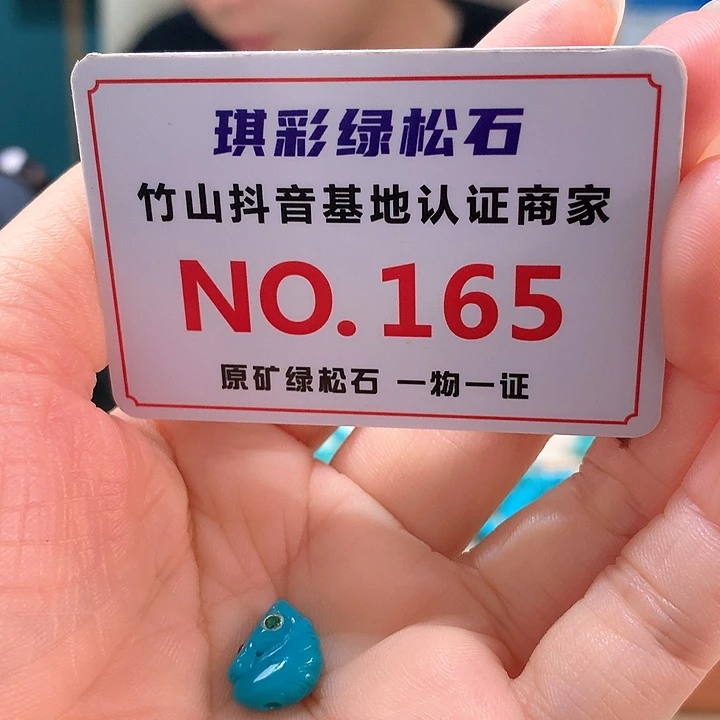 琪彩绿松石
竹山抖音基地认证商家
NO.165
原矿绿松石 一物一证